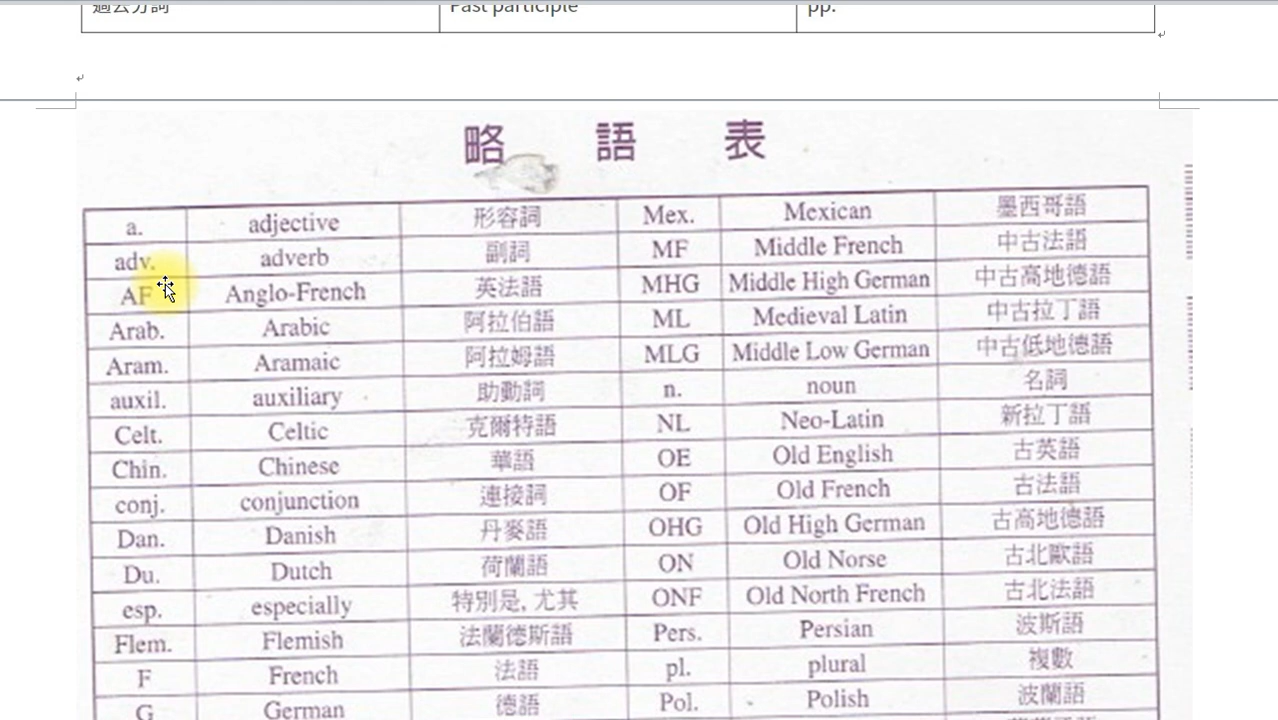 過去分詞 Past participle pp.
略語表
a. adjective 形容詞 Mex. Mexican 墨西哥語
adv. adverb 副詞 MF Middle French 中古法語
AF Anglo-French 英法語 MHG Middle High German 中古高地德語
Arab. Arabic 阿拉伯語 ML Medieval Latin 中古拉丁語
Aram. Aramaic 阿拉姆語 MLG Middle Low German 中古低地德語
auxil. auxiliary 助動詞 n. noun 名詞
Celt. Celtic 克爾特語 NL Neo-Latin 新拉丁語
Chin. Chinese 華語 OE Old English 古英語
conj. conjunction 連接詞 OF Old French 古法語
Dan. Danish 丹麥語 OHG Old High German 古高地德語
Du. Dutch 荷蘭語 ON Old Norse 古北歐語
esp. especially 特別是, 尤其 ONF Old North French 古北法語
Flem. Flemish 法蘭德斯語 Pers. Persian 波斯語
F French 法語 pl. plural 複數
G German 德語 Pol. Polish 波蘭語